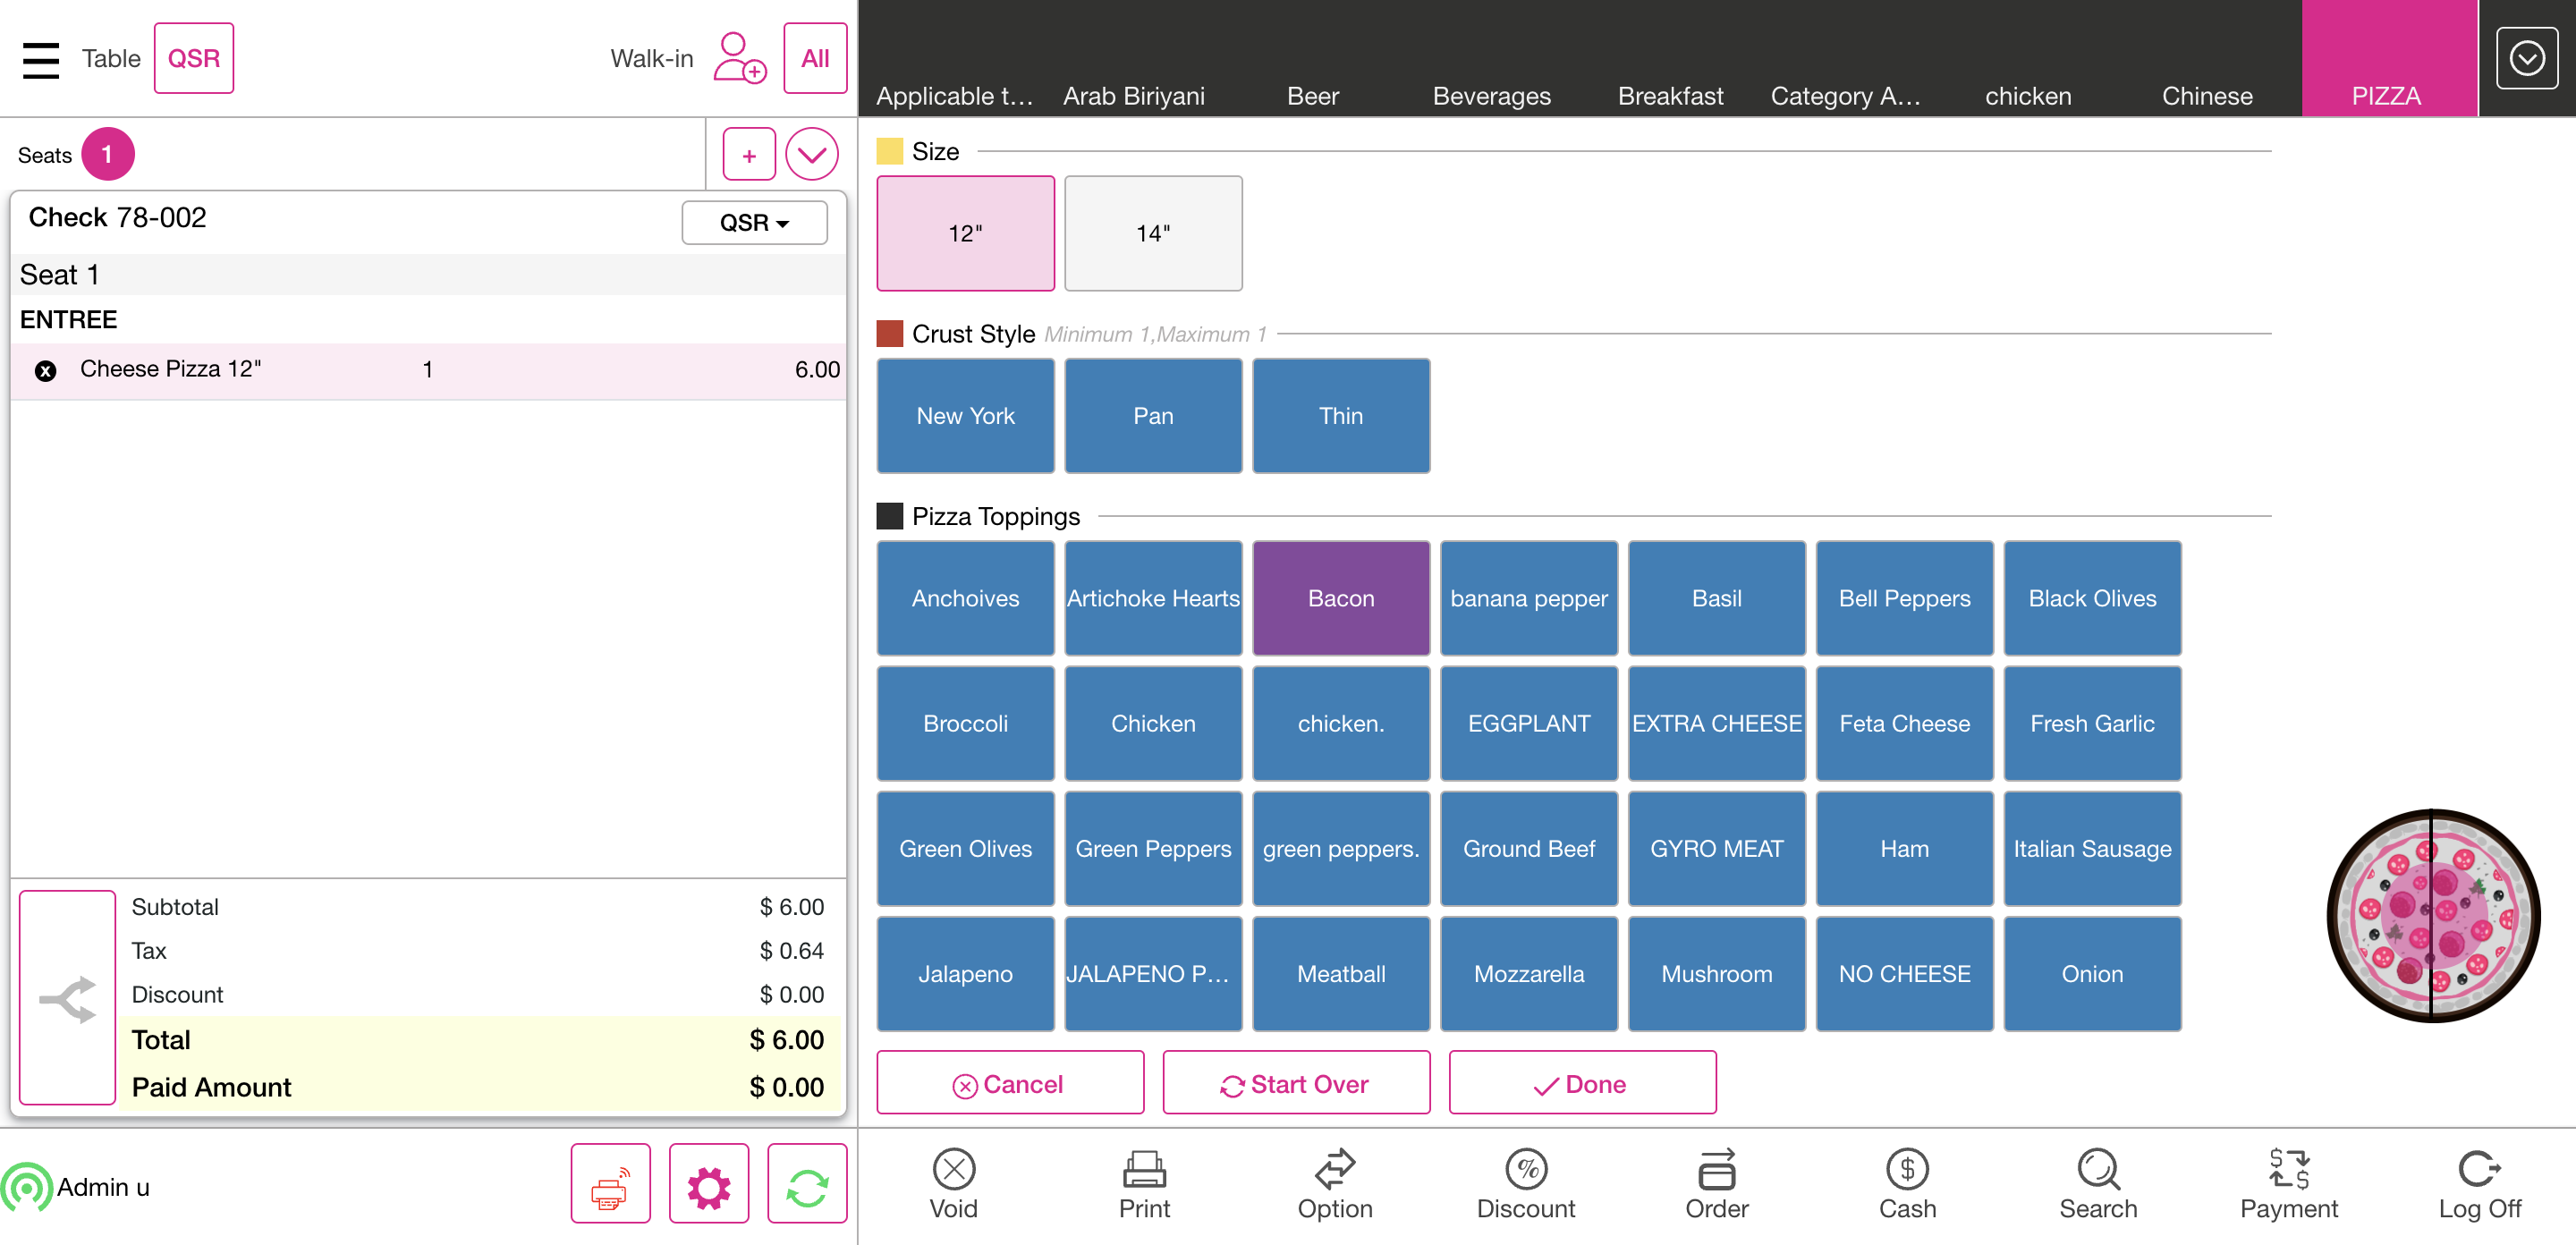 Table QSR Walk-in All
Applicable t... Arab Biriyani Beer Beverages Breakfast Category A... chicken Chinese PIZZA
Seats 1 +
Check 78-002 QSR
Seat 1
ENTREE
x Cheese Pizza 12" 1 6.00
Subtotal $ 6.00
Tax $ 0.64
Discount $ 0.00
Total $ 6.00
Paid Amount $ 0.00
Admin u
Size
12" 14"
Crust Style Minimum 1,Maximum 1
New York Pan Thin
Pizza Toppings
Anchoives Artichoke Hearts Bacon banana pepper Basil Bell Peppers Black Olives
Broccoli Chicken chicken. EGGPLANT EXTRA CHEESE Feta Cheese Fresh Garlic
Green Olives Green Peppers green peppers. Ground Beef GYRO MEAT Ham Italian Sausage
Jalapeno JALAPENO P... Meatball Mozzarella Mushroom NO CHEESE Onion
Cancel Start Over Done
Void Print Option Discount Order Cash Search Payment Log Off